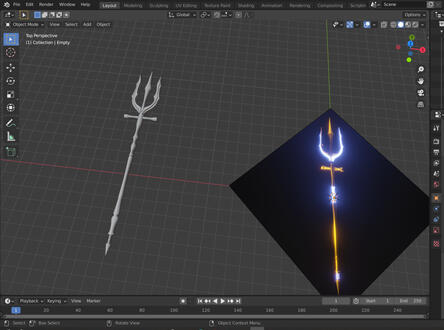 File Edit Render Window Help Layout Modeling Sculpting UV Editing Texture Paint Shading Animation Rendering Scene
Global Options
Object Mode View Select Add Object
Top Perspective
(1) Collection | Empty
Playback Keying View Marker 1 Start 1 End 250
1 20 40 60 80 100 120 140 160 180 200 220 240
Select Box Select Rotate View Object Context Menu